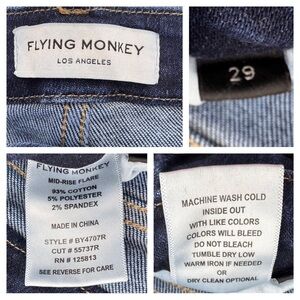 FLYING MONKEY
LOS ANGELES
29
FLYING MONKEY
MID-RISE FLARE
93% COTTON
5% POLYESTER
2% SPANDEX
MADE IN CHINA
STYLE # BY4707R
CUT # 55737R
RN # 125813
SEE REVERSE FOR CARE
MACHINE WASH COLD
INSIDE OUT
WITH LIKE COLORS
COLORS WILL BLEED
DO NOT BLEACH
TUMBLE DRY LOW
WARM IRON IF NEEDED
OR
DRY CLEAN OPTIONAL